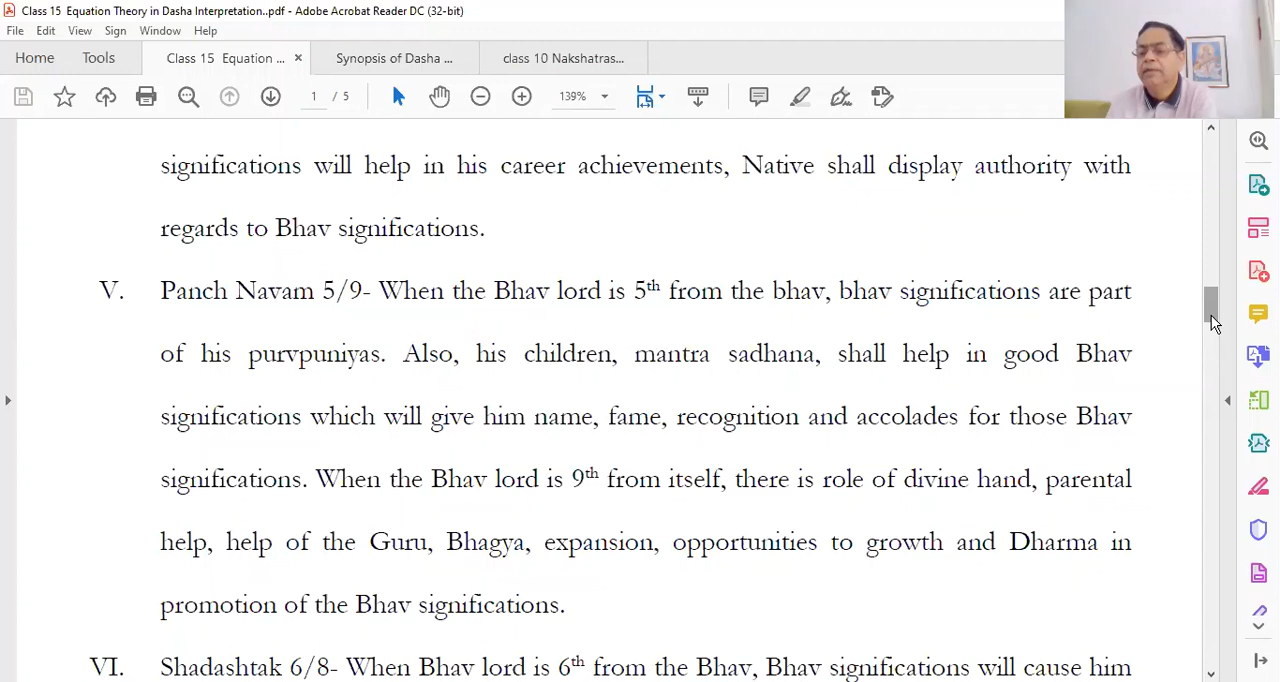 Class 15 Equation Theory in Dasha Interpretation..pdf - Adobe Acrobat Reader DC (32-bit)
File Edit View Sign Window Help
Home Tools Class 15 Equation ... × Synopsis of Dasha ... class 10 Nakshatras...
1 / 5 139%
significations will help in his career achievements, Native shall display authority with
regards to Bhav significations.
V. Panch Navam 5/9- When the Bhav lord is 5th from the bhav, bhav significations are part
of his purvpuniyas. Also, his children, mantra sadhana, shall help in good Bhav
significations which will give him name, fame, recognition and accolades for those Bhav
significations. When the Bhav lord is 9th from itself, there is role of divine hand, parental
help, help of the Guru, Bhagya, expansion, opportunities to growth and Dharma in
promotion of the Bhav significations.
VI. Shadashtak 6/8- When Bhav lord is 6th from the Bhav, Bhav significations will cause him